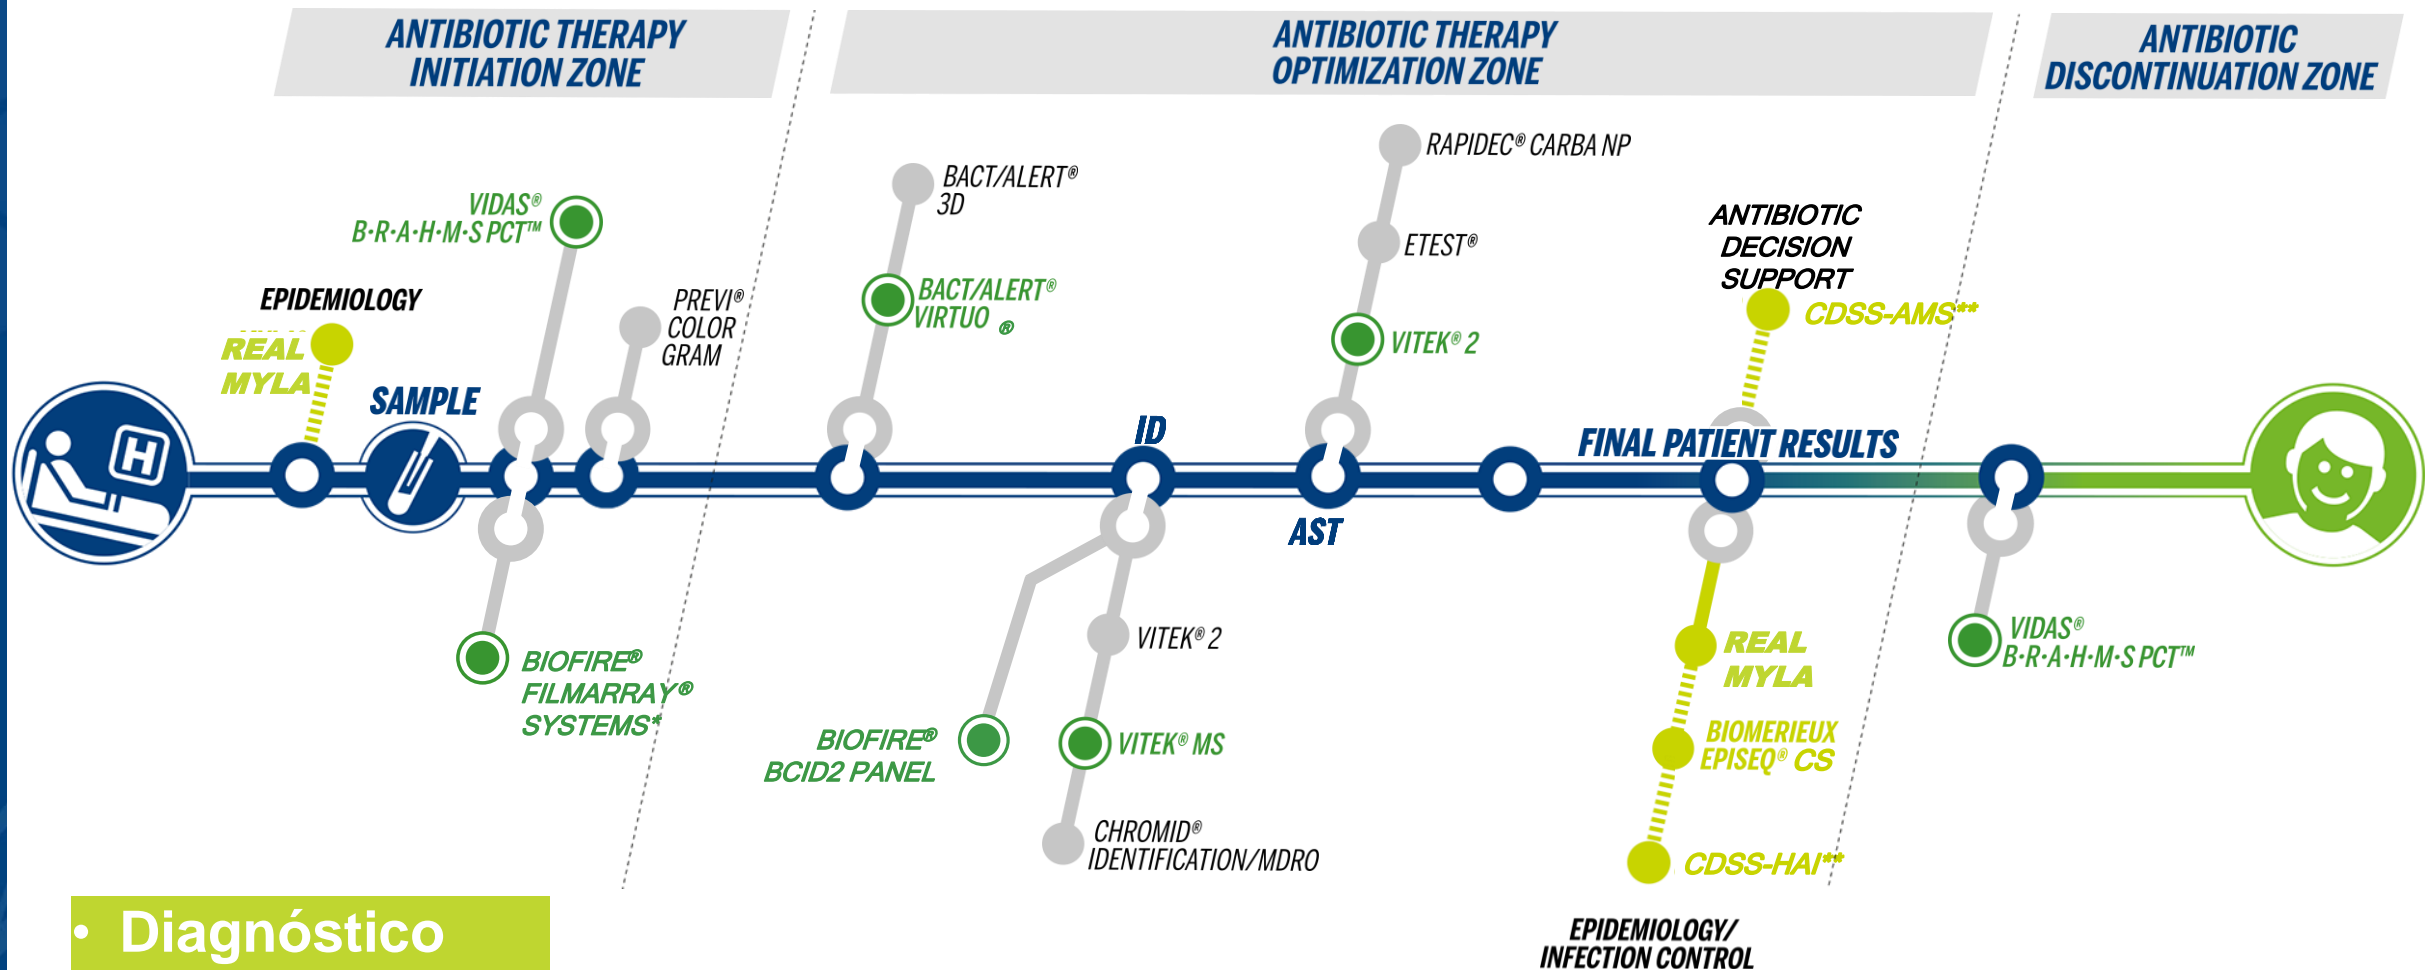 ANTIBIOTIC THERAPY
INITIATION ZONE
ANTIBIOTIC THERAPY
OPTIMIZATION ZONE
ANTIBIOTIC
DISCONTINUATION ZONE
VIDAS®
B·R·A·H·M·S PCT™
EPIDEMIOLOGY
REAL
MYLA
SAMPLE
PREVI®
COLOR
GRAM
BIOFIRE®
FILMARRAY®
SYSTEMS*
H
BACT/ALERT®
3D
BACT/ALERT®
VIRTUO ®
ID
BIOFIRE®
BCID2 PANEL
VITEK® 2
VITEK® MS
CHROMID®
IDENTIFICATION/MDRO
RAPIDEC® CARBA NP
ETEST®
VITEK® 2
AST
ANTIBIOTIC
DECISION
SUPPORT
CDSS-AMS**
FINAL PATIENT RESULTS
REAL
MYLA
BIOMERIEUX
EPISEQ® CS
CDSS-HAI**
EPIDEMIOLOGY/
INFECTION CONTROL
VIDAS®
B·R·A·H·M·S PCT™
• Diagnóstico